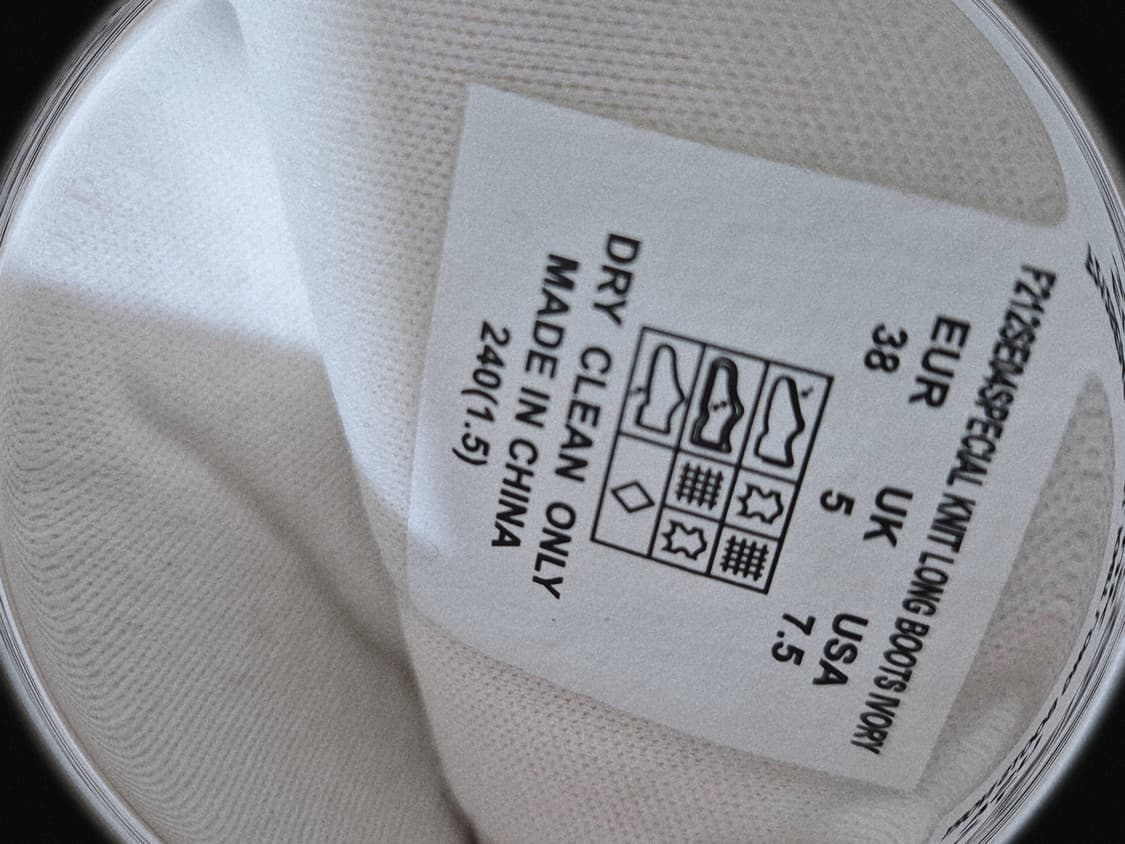 F212SE04SPECIAL KNIT LONG BOOTS IVORY
EUR UK USA
38 5 7.5
DRY CLEAN ONLY
MADE IN CHINA
240(1.5)